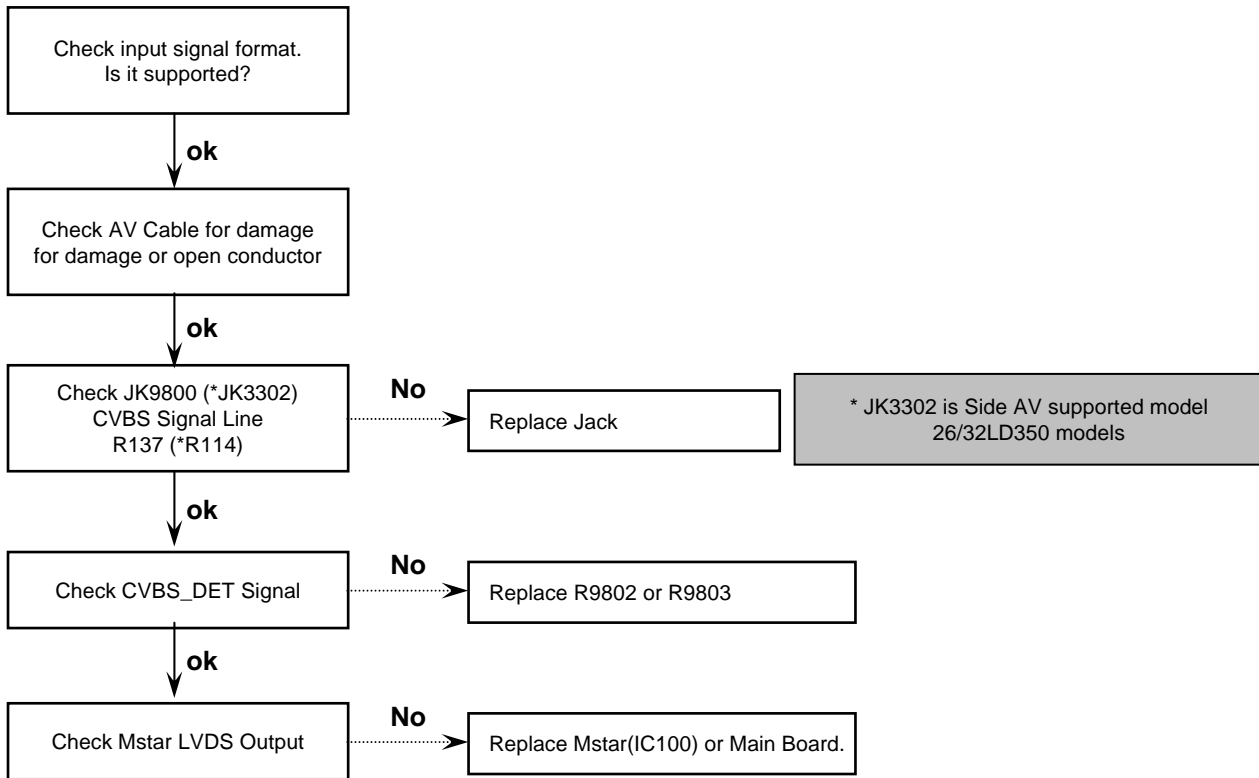 Check input signal format.
Is it supported?
ok
Check AV Cable for damage
for damage or open conductor
ok
Check JK9800 (*JK3302)
CVBS Signal Line
R137 (*R114)
No
Replace Jack
* JK3302 is Side AV supported model
26/32LD350 models
ok
Check CVBS_DET Signal
No
Replace R9802 or R9803
ok
Check Mstar LVDS Output
No
Replace Mstar(IC100) or Main Board.